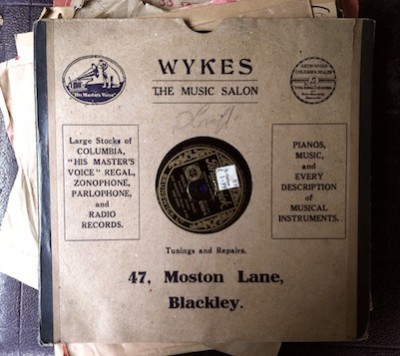 WYKES
THE MUSIC SALON
"His Master's Voice"
Large Stocks of
COLUMBIA,
"HIS MASTER'S
VOICE" REGAL,
ZONOPHONE,
PARLOPHONE,
and
RADIO
RECORDS.
PIANOS,
MUSIC,
and
EVERY
DESCRIPTION
of
MUSICAL
INSTRUMENTS.
Tunings and Repairs.
47, Moston Lane,
Blackley.